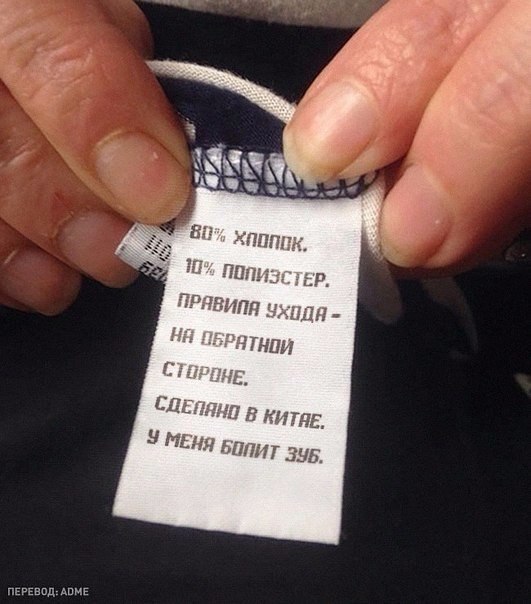 80% ХЛОПОК.
10% ПОЛИЭСТЕР.
ПРАВИЛА УХОДА -
НА ОБРАТНОЙ
СТОРОНЕ.
СДЕЛАНО В КИТАЕ.
У МЕНЯ БОЛИТ ЗУБ.
ПЕРЕВОД: ADME